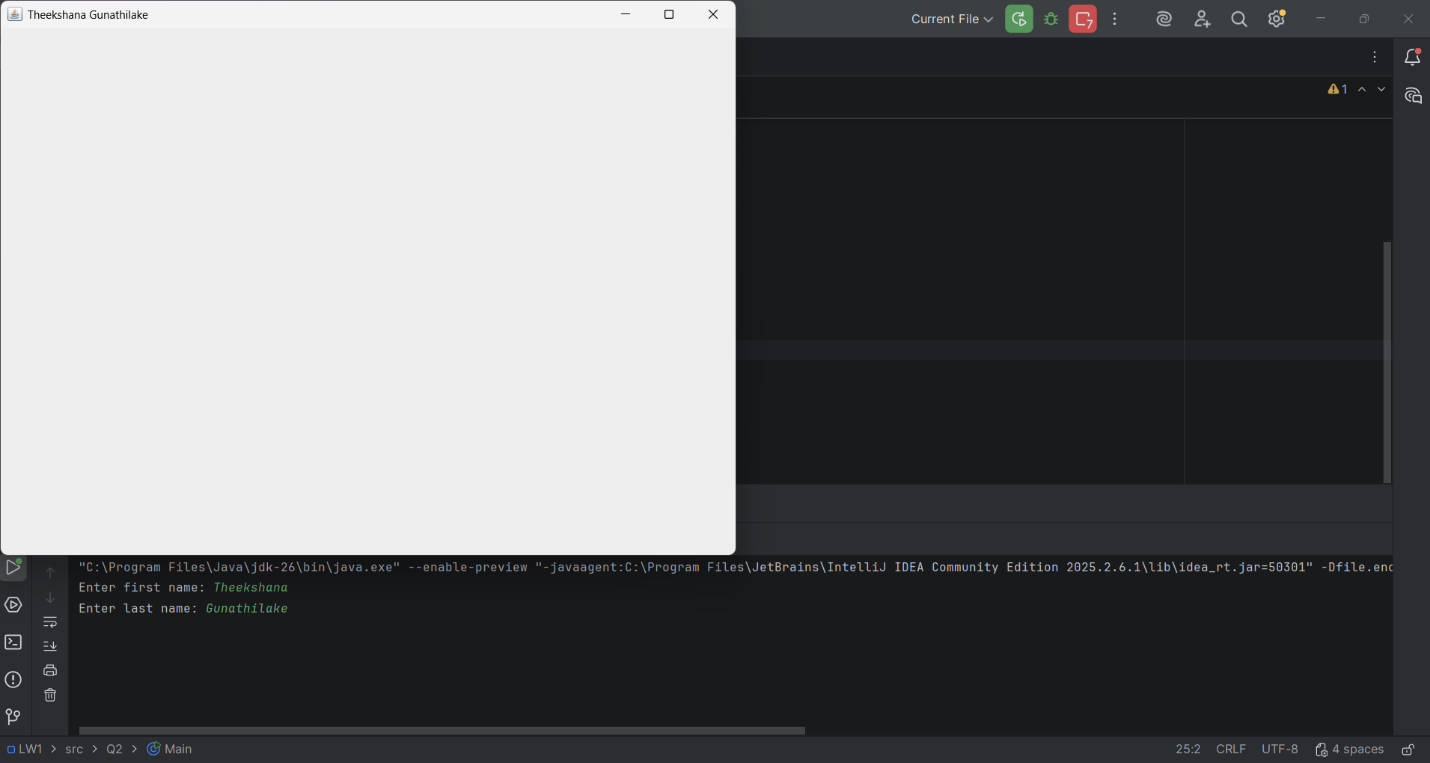 Theekshana Gunathilake
Current File
7
1
"C:\Program Files\Java\jdk-26\bin\java.exe" --enable-preview "-javaagent:C:\Program Files\JetBrains\IntelliJ IDEA Community Edition 2025.2.6.1\lib\idea_rt.jar=50301" -Dfile.enc
Enter first name: Theekshana
Enter last name: Gunathilake
LW1 > src > Q2 > Main
25:2 CRLF UTF-8 4 spaces